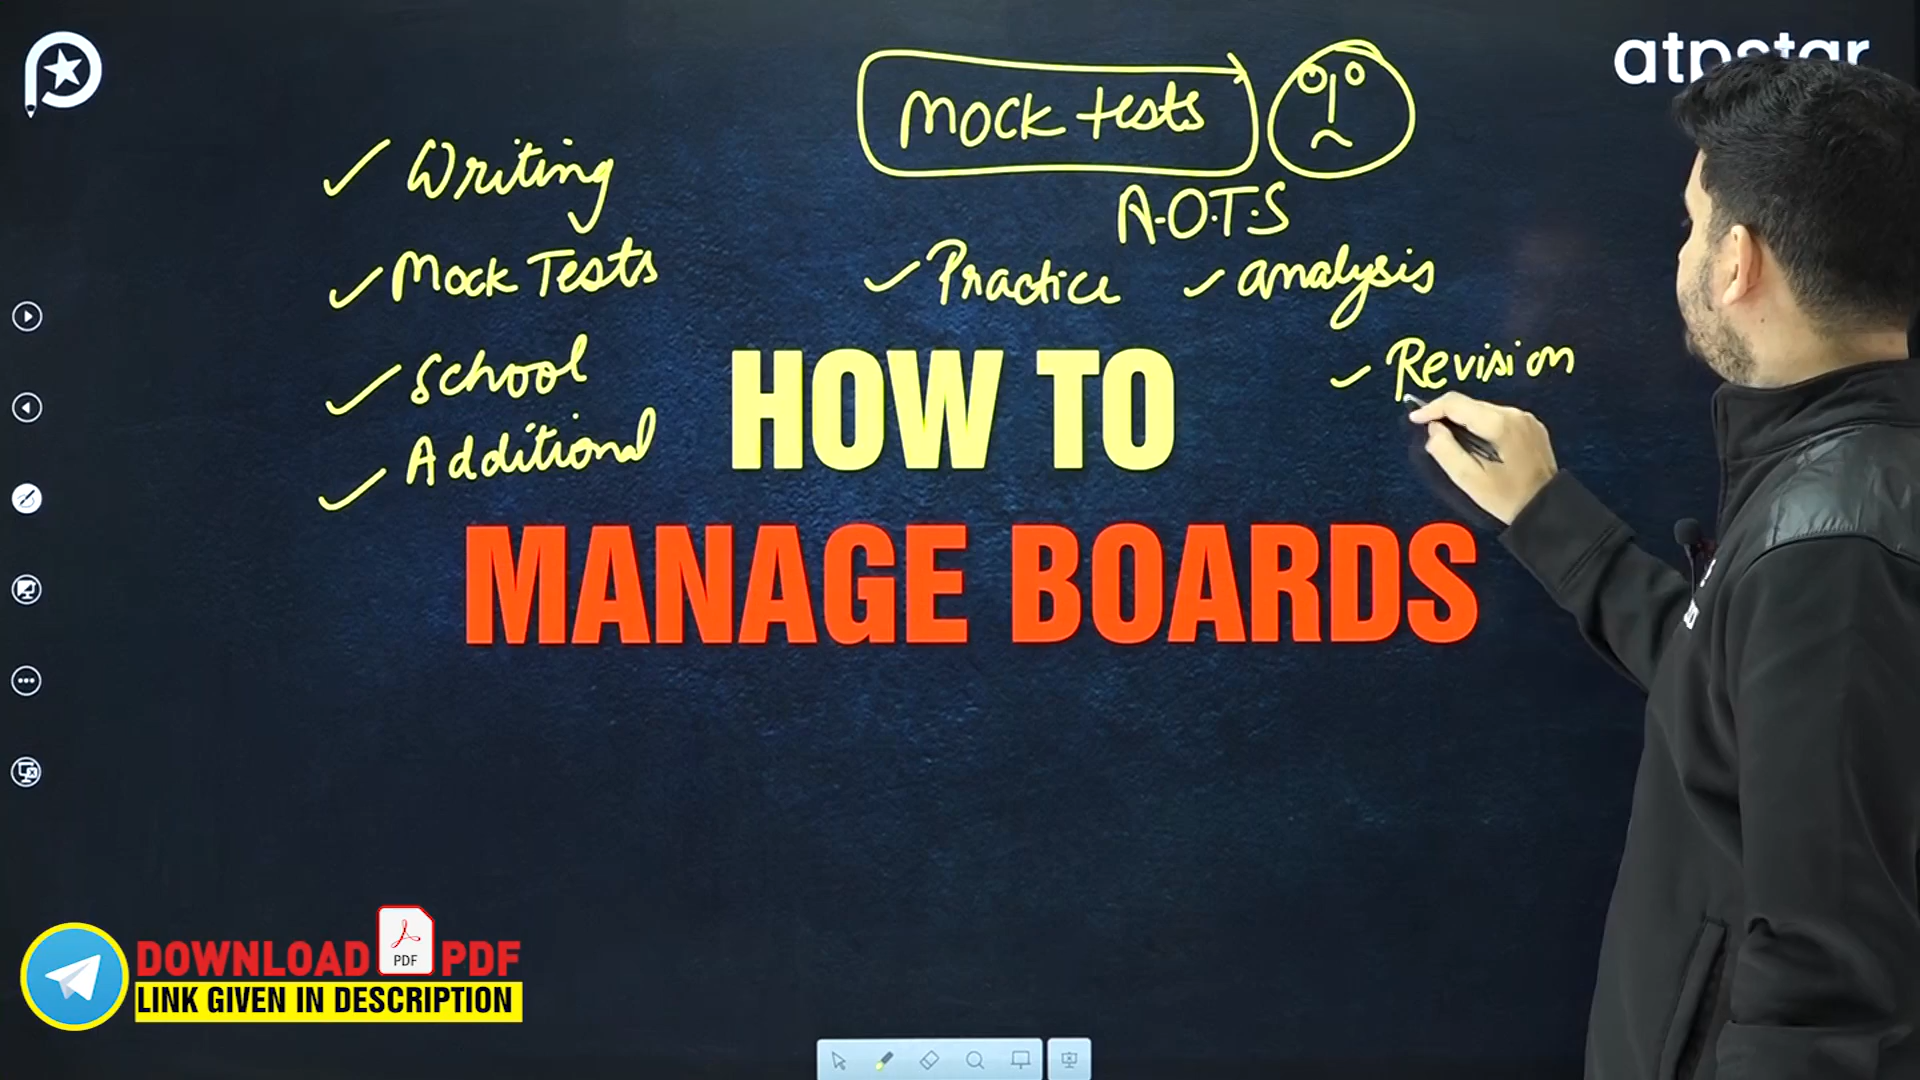 atpstar
mock tests
A.O.T.S
✓ Writing
✓ Mock Tests
✓ School
✓ Additional
✓ Practice ✓ analysis
✓ Revision
HOW TO
MANAGE BOARDS
DOWNLOAD PDF PDF
LINK GIVEN IN DESCRIPTION